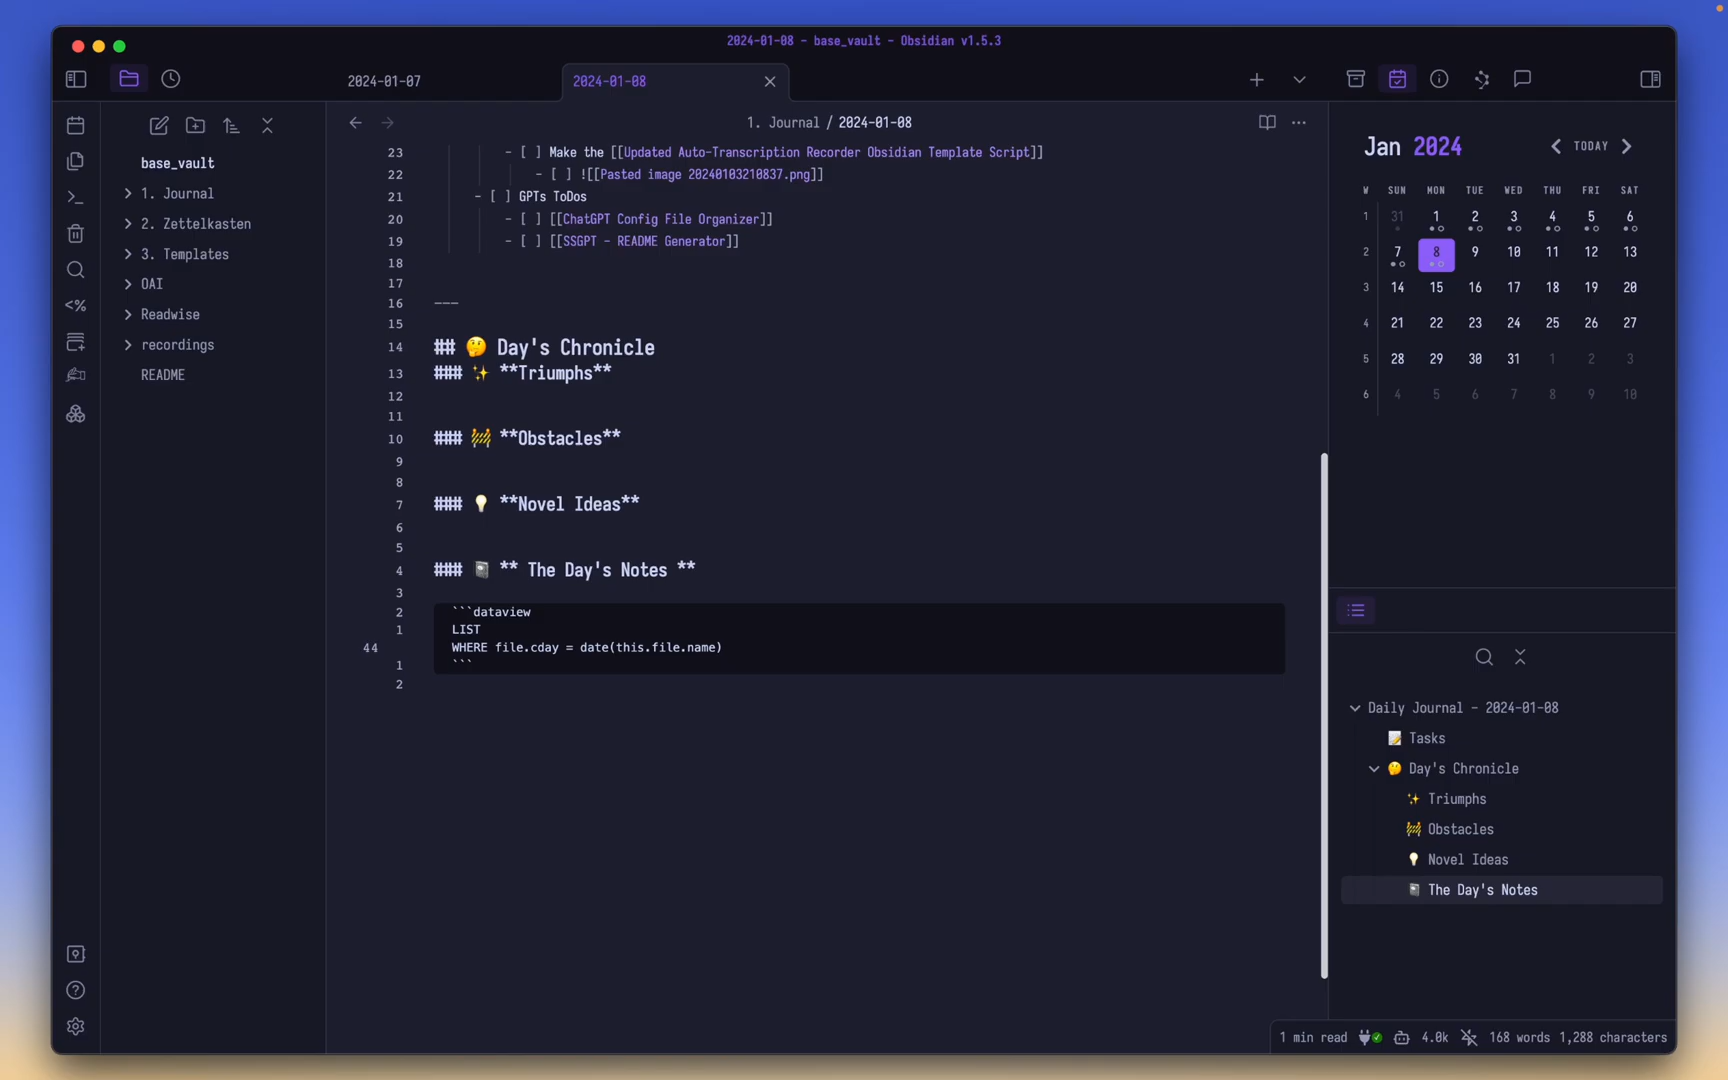 2024-01-08 - base_vault - Obsidian v1.5.3
2024-01-07
2024-01-08
1. Journal / 2024-01-08
base_vault
1. Journal
2. Zettelkasten
3. Templates
OAI
Readwise
recordings
README
<%
23 - [ ] Make the [[Updated Auto-Transcription Recorder Obsidian Template Script]]
22 - [ ] ![[Pasted image 20240103210837.png]]
21 - [ ] GPTs ToDos
20 - [ ] [[ChatGPT Config File Organizer]]
19 - [ ] [[SSGPT - README Generator]]
18
17
16 ---
15
14 ## 🤔 Day's Chronicle
13 ### ✨ **Triumphs**
12
11
10 ### 🚧 **Obstacles**
9
8
7 ### 💡 **Novel Ideas**
6
5
4 ### 📓 ** The Day's Notes **
3
2 ```dataview
1 LIST
44 WHERE file.cday = date(this.file.name)
1 ```
2
Jan 2024
TODAY
W SUN MON TUE WED THU FRI SAT
1 31 1 2 3 4 5 6
2 7 8 9 10 11 12 13
3 14 15 16 17 18 19 20
4 21 22 23 24 25 26 27
5 28 29 30 31 1 2 3
6 4 5 6 7 8 9 10
Daily Journal - 2024-01-08
📝 Tasks
🤔 Day's Chronicle
✨ Triumphs
🚧 Obstacles
💡 Novel Ideas
📓 The Day's Notes
1 min read 4.0k 168 words 1,288 characters